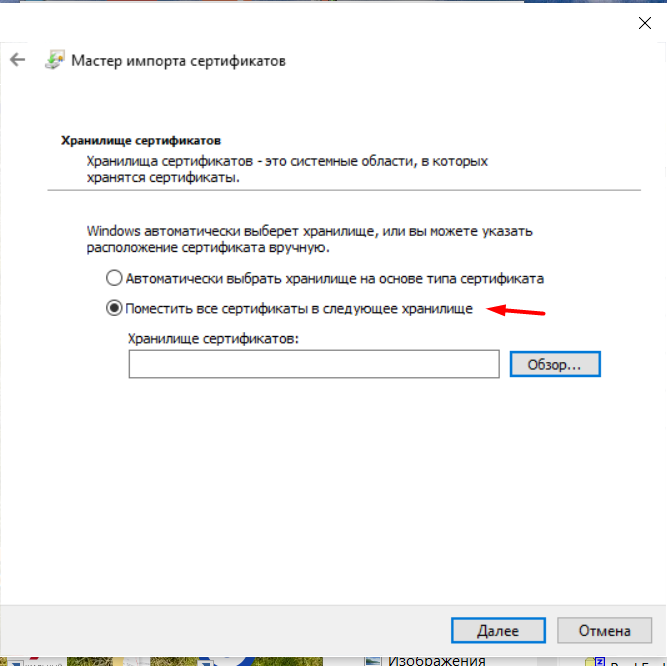 Мастер импорта сертификатов
Хранилище сертификатов
Хранилища сертификатов - это системные области, в которых
хранятся сертификаты.
Windows автоматически выберет хранилище, или вы можете указать
расположение сертификата вручную.
Автоматически выбрать хранилище на основе типа сертификата
Поместить все сертификаты в следующее хранилище
Хранилище сертификатов:
Обзор...
Далее
Отмена
Изображения